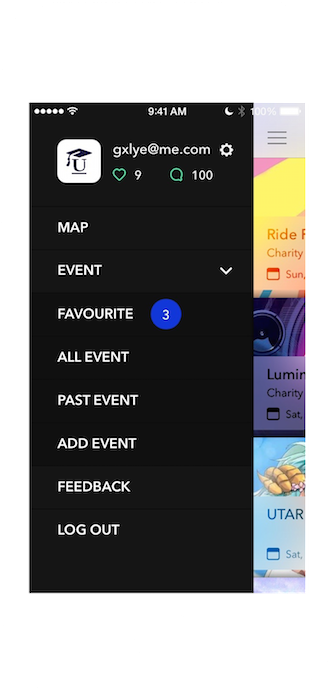 9:41 AM 100%
U
gxlye@me.com
9 100
MAP
EVENT
FAVOURITE 3
ALL EVENT
PAST EVENT
ADD EVENT
FEEDBACK
LOG OUT
Ride F
Charity
Sun,
Lumin
Charity
Sat,
UTAR
Sat,